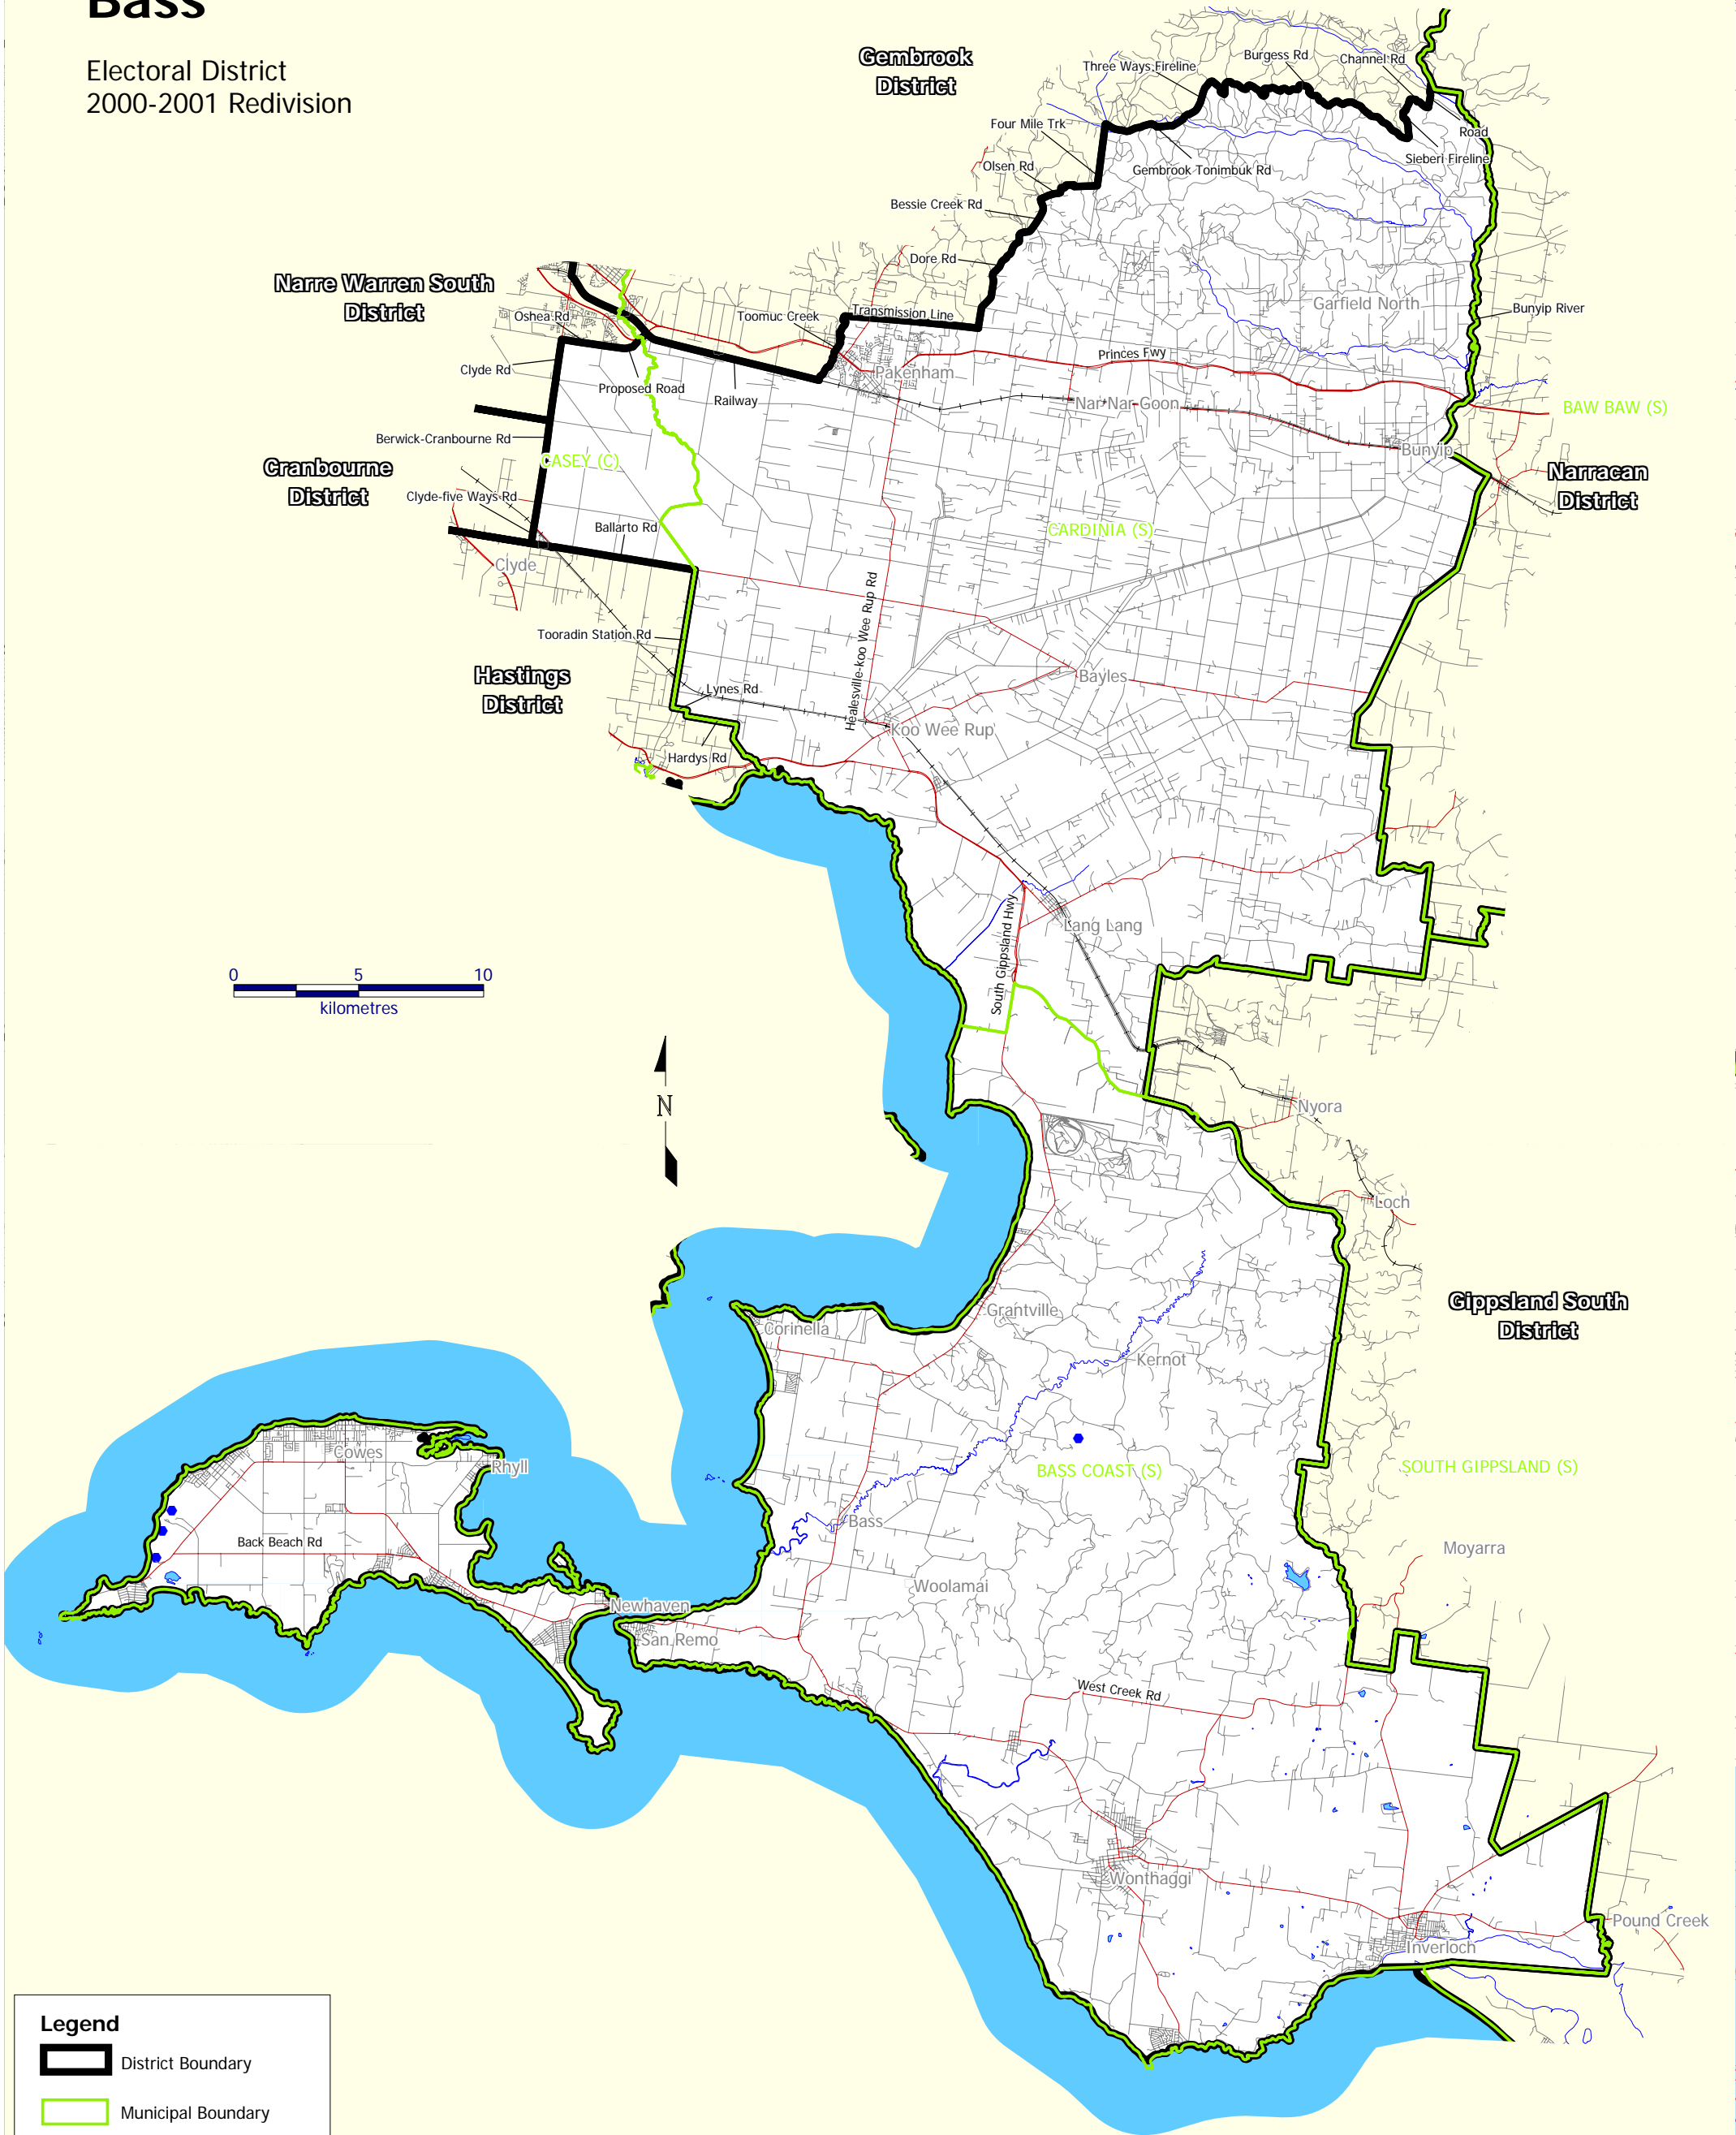 Bass
Electoral District
2000-2001 Redivision
Gembrook
District
Three Ways Fireline
Burgess Rd
Channel Rd
Four Mile Trk
Road
Sieberi Fireline
Olsen Rd
Gembrook Tonimbuk Rd
Bessie Creek Rd
Dore Rd
Narre Warren South
District
Garfield North
Bunyip River
Oshea Rd
Toomuc Creek
Transmission Line
Princes Fwy
Clyde Rd
Pakenham
Proposed Road
Railway
Nar Nar Goon
BAW BAW (S)
Berwick-Cranbourne Rd
Bunyip
CASEY (C)
Cranbourne
District
Narracan
District
Clyde-five Ways Rd
Ballarto Rd
CARDINIA (S)
Clyde
Healesville-koo Wee Rup Rd
Tooradin Station Rd
Hastings
District
Bayles
Lynes Rd
Koo Wee Rup
Hardys Rd
South Gippsland Hwy
Lang Lang
0 5 10
kilometres
N
Nyora
Loch
Gippsland South
District
Grantville
Corinella
Kernot
Cowes
Rhyll
BASS COAST (S)
SOUTH GIPPSLAND (S)
Bass
Back Beach Rd
Moyarra
Woolamai
Newhaven
San Remo
West Creek Rd
Wonthaggi
Pound Creek
Inverloch
Legend
District Boundary
Municipal Boundary